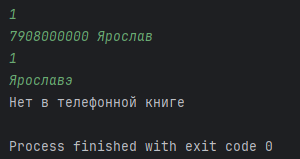 1
7908000000 Ярослав
1
Ярославэ
Нет в телефонной книге
Process finished with exit code 0